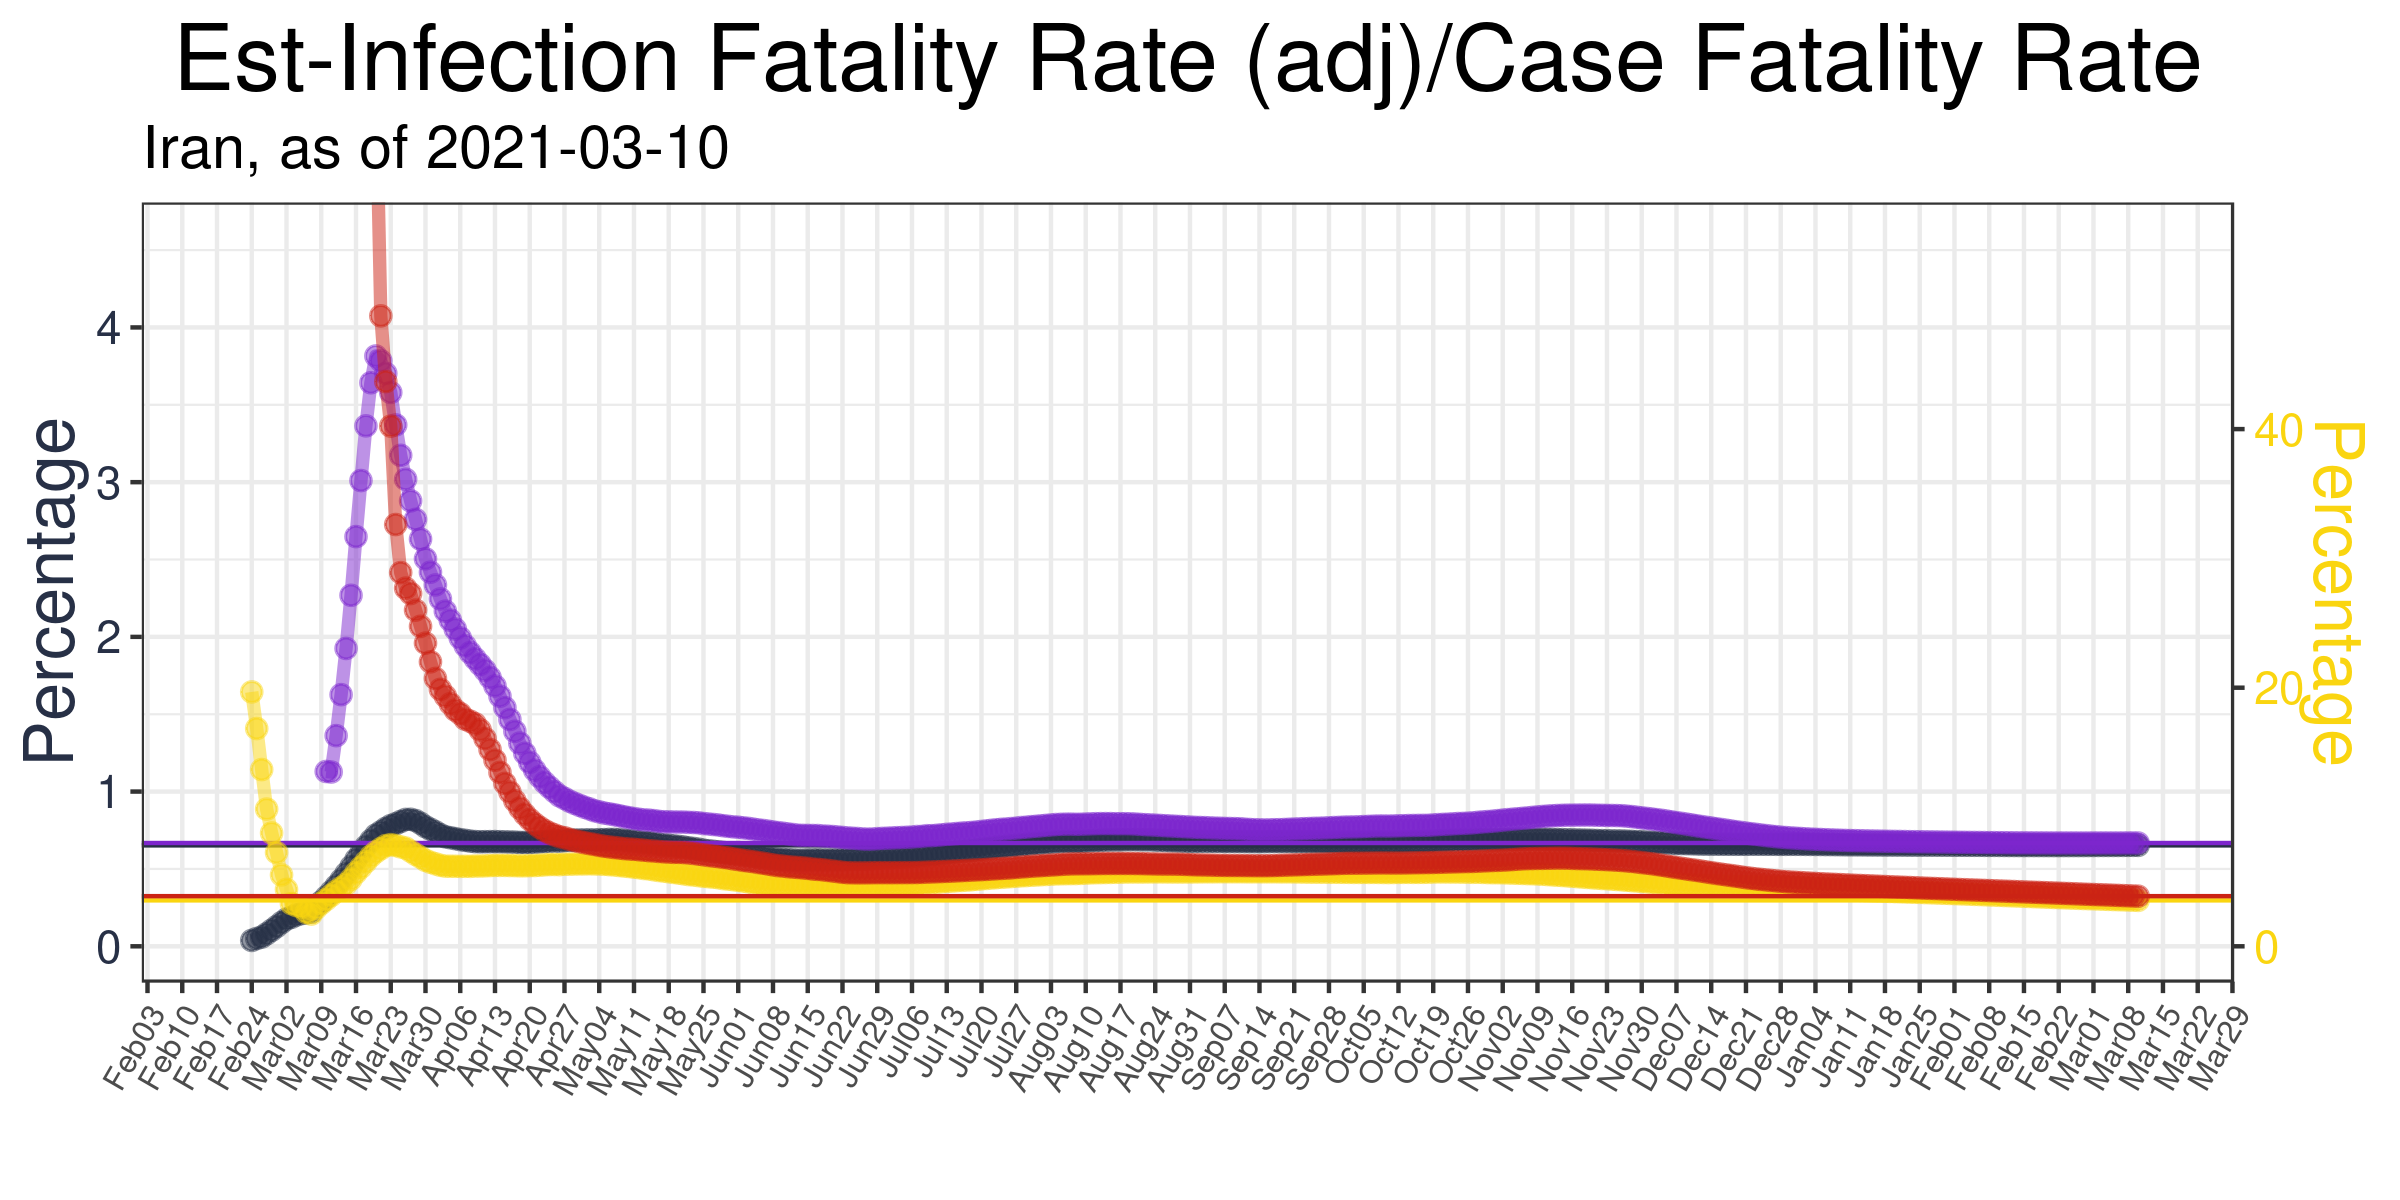 Est-Infection Fatality Rate (adj)/Case Fatality Rate
Iran, as of 2021-03-10
Percentage
4
3
2
1
0
40
20
0
Percentage
Feb03
Feb10
Feb17
Feb24
Mar02
Mar09
Mar16
Mar23
Mar30
Apr06
Apr13
Apr20
Apr27
May04
May11
May18
May25
Jun01
Jun08
Jun15
Jun22
Jun29
Jul06
Jul13
Jul20
Jul27
Aug03
Aug10
Aug17
Aug24
Aug31
Sep07
Sep14
Sep21
Sep28
Oct05
Oct12
Oct19
Oct26
Nov02
Nov09
Nov16
Nov23
Nov30
Nov07
Dec14
Dec21
Dec28
Dec04
Jan11
Jan18
Jan25
Feb01
Feb08
Feb15
Feb22
Mar01
Mar08
Mar15
Mar22
Mar29